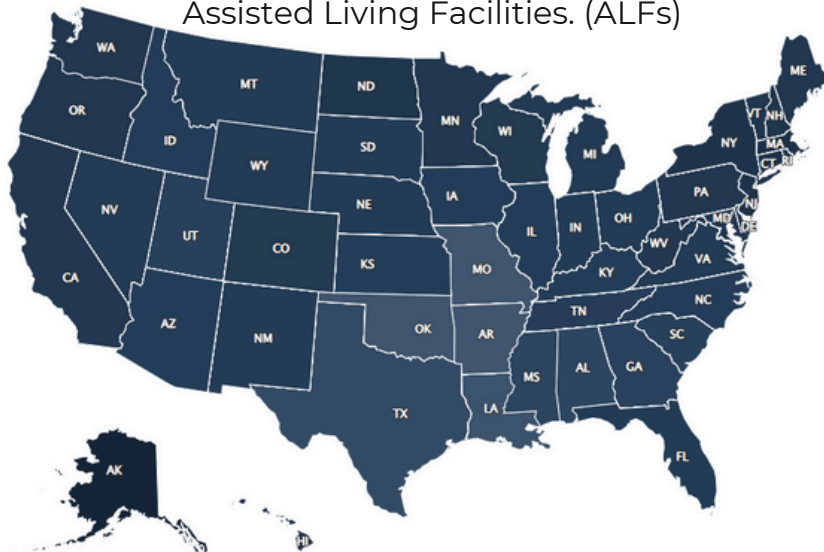 Assisted Living Facilities. (ALFs)
WA
ME
MT
ND
VT
NH
OR
MN
ID
WI
NY
MA
SD
MI
CT
RI
WY
IA
PA
NE
NJ
NV
OH
MD
DE
UT
IL
IN
CO
WV
VA
KS
MO
KY
CA
NC
TN
AZ
OK
AR
NM
SC
MS
AL
GA
TX
LA
FL
AK
HI